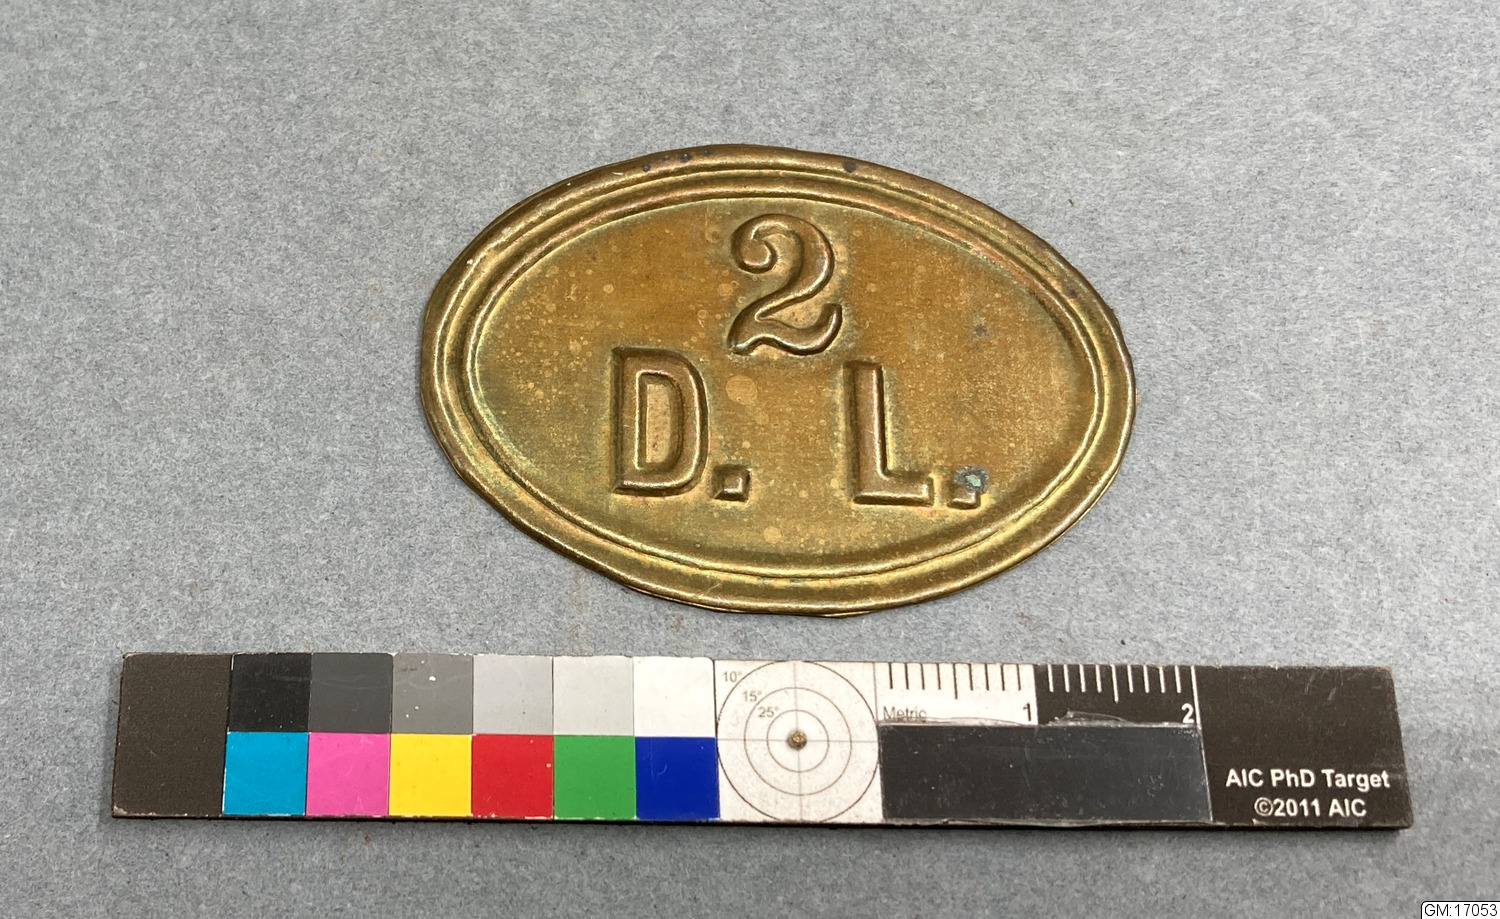 2
D. L.
10°
15°
25°
Metric
1
2
AIC PhD Target
©2011 AIC
GM:17053